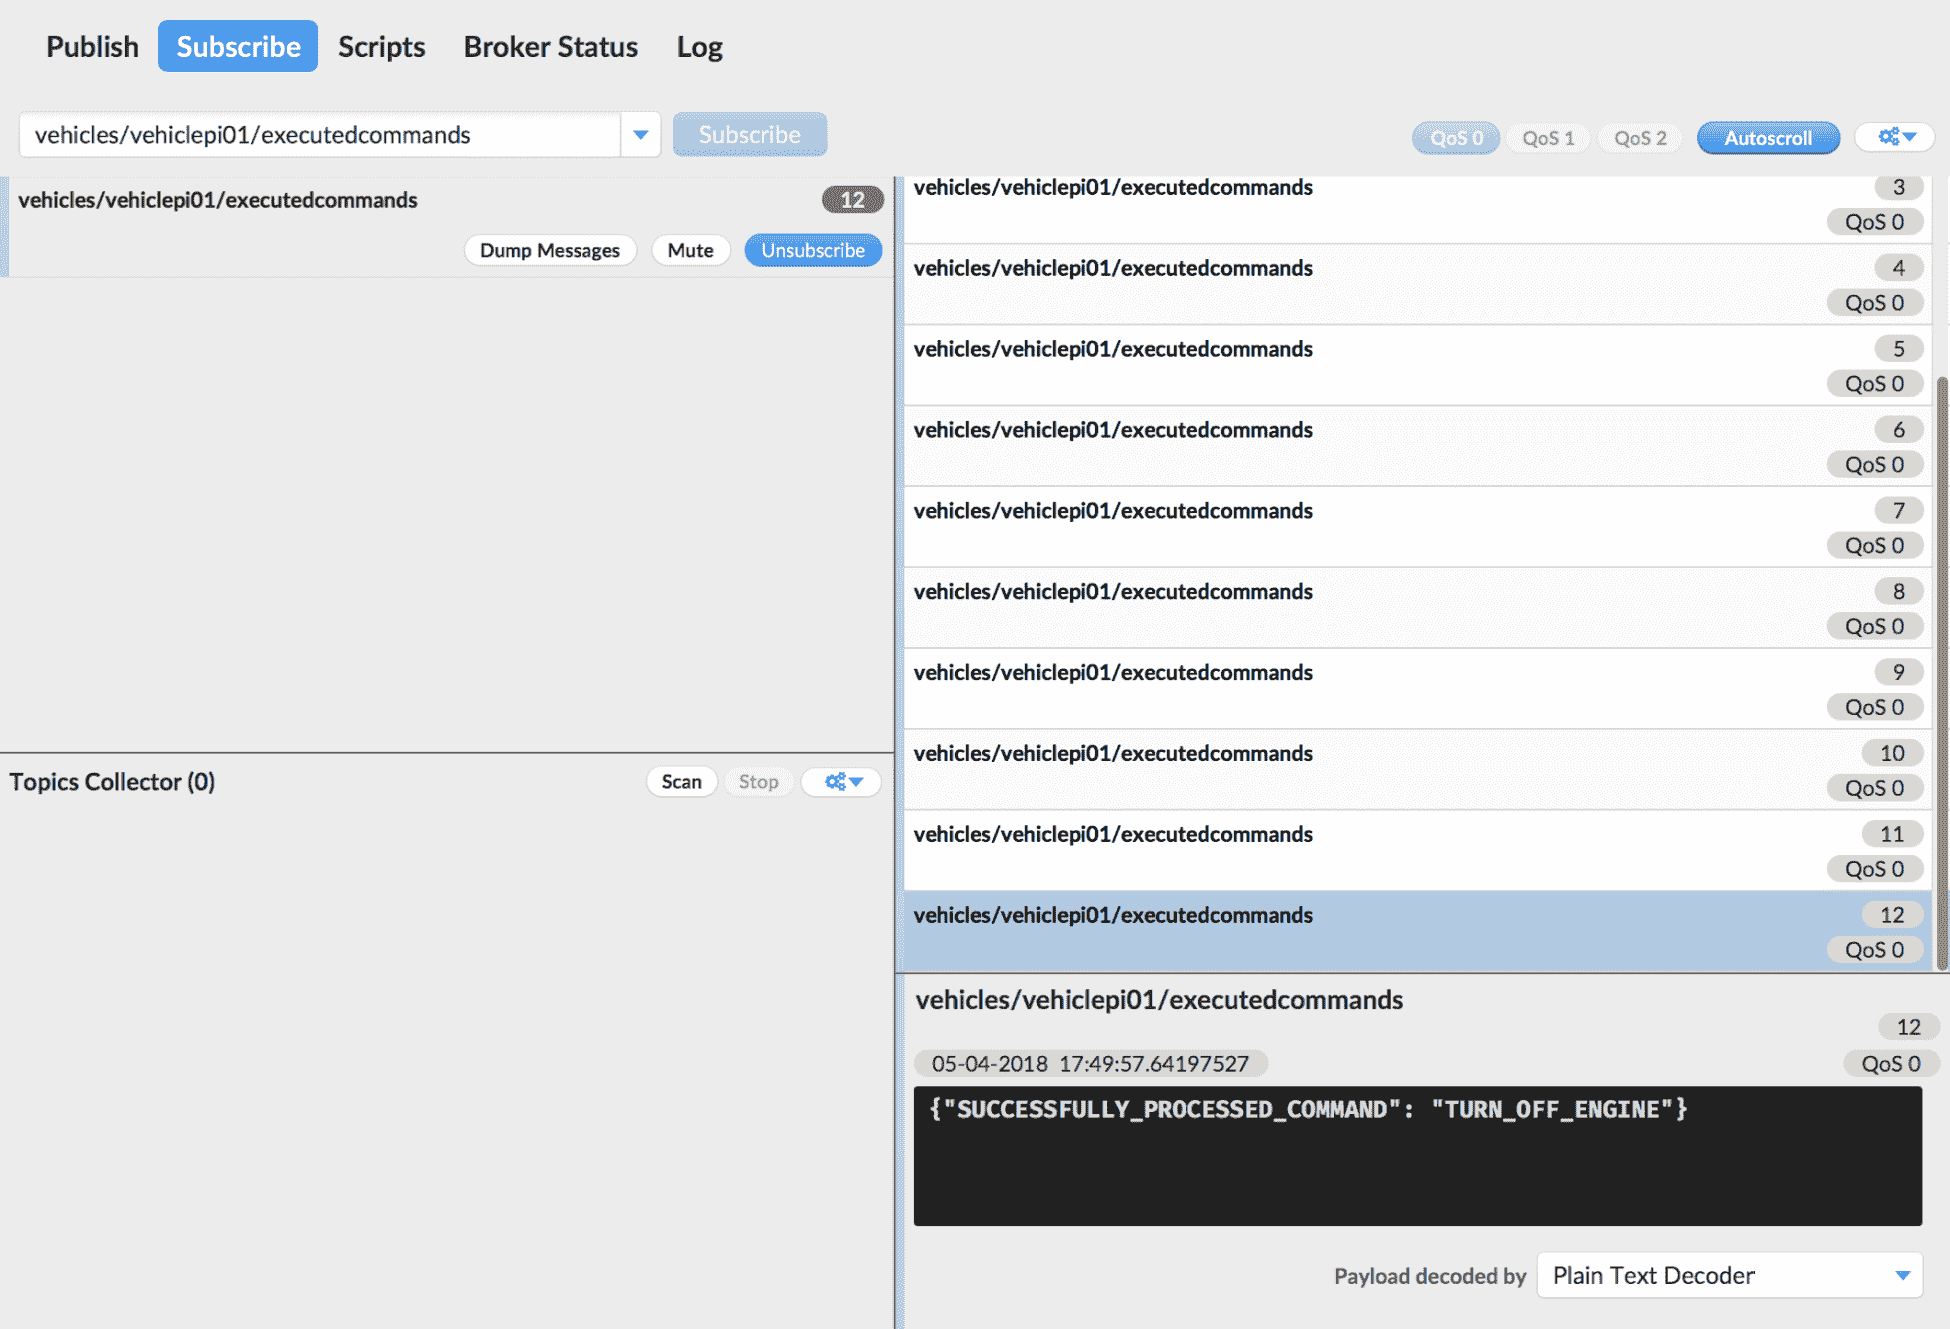 Publish Subscribe Scripts Broker Status Log
vehicles/vehiclepi01/executedcommands Subscribe QoS 0 QoS 1 QoS 2 Autoscroll
vehicles/vehiclepi01/executedcommands 12
Dump Messages Mute Unsubscribe
Topics Collector (0) Scan Stop
vehicles/vehiclepi01/executedcommands 3
QoS 0
vehicles/vehiclepi01/executedcommands 4
QoS 0
vehicles/vehiclepi01/executedcommands 5
QoS 0
vehicles/vehiclepi01/executedcommands 6
QoS 0
vehicles/vehiclepi01/executedcommands 7
QoS 0
vehicles/vehiclepi01/executedcommands 8
QoS 0
vehicles/vehiclepi01/executedcommands 9
QoS 0
vehicles/vehiclepi01/executedcommands 10
QoS 0
vehicles/vehiclepi01/executedcommands 11
QoS 0
vehicles/vehiclepi01/executedcommands 12
QoS 0
vehicles/vehiclepi01/executedcommands
12
05-04-2018 17:49:57.64197527 QoS 0
{"SUCCESSFULLY_PROCESSED_COMMAND": "TURN_OFF_ENGINE"}
Payload decoded by Plain Text Decoder